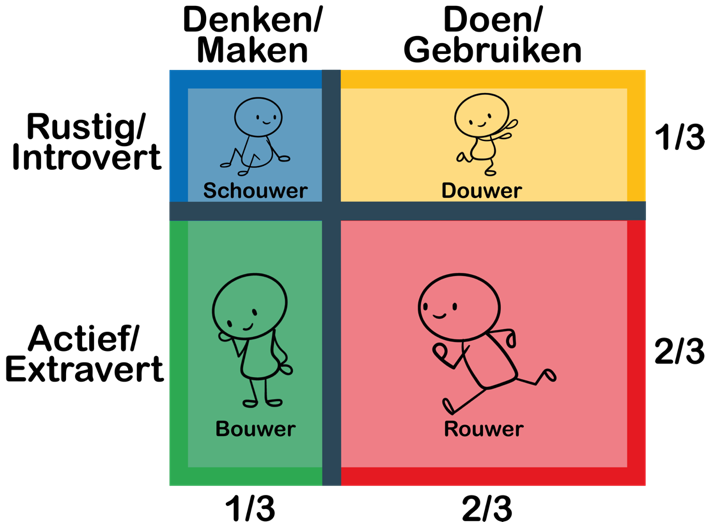 Denken/
Maken
Doen/
Gebruiken
Rustig/
Introvert
Schouwer
Douwer
1/3
Actief/
Extravert
Bouwer
Rouwer
2/3
1/3
2/3